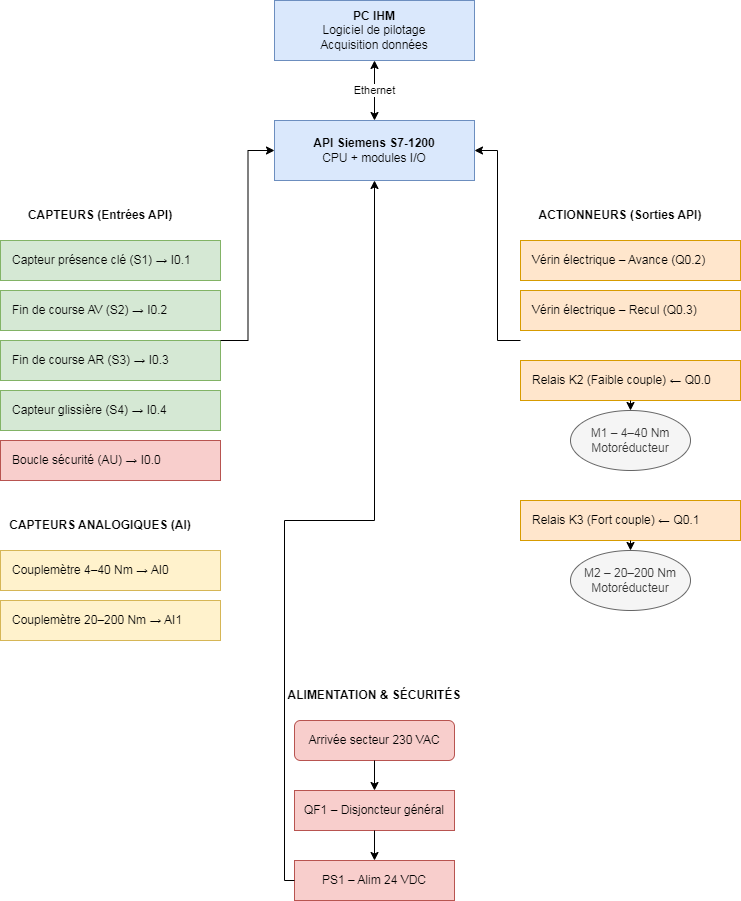 PC IHM
Logiciel de pilotage
Acquisition données
Ethernet
API Siemens S7-1200
CPU + modules I/O
CAPTEURS (Entrées API)
Capteur présence clé (S1) → I0.1
Fin de course AV (S2) → I0.2
Fin de course AR (S3) → I0.3
Capteur glissière (S4) → I0.4
Boucle sécurité (AU) → I0.0
CAPTEURS ANALOGIQUES (AI)
Couplemètre 4–40 Nm → AI0
Couplemètre 20–200 Nm → AI1
ACTIONNEURS (Sorties API)
Vérin électrique – Avance (Q0.2)
Vérin électrique – Recul (Q0.3)
Relais K2 (Faible couple) ← Q0.0
M1 – 4–40 Nm
Motoréducteur
Relais K3 (Fort couple) ← Q0.1
M2 – 20–200 Nm
Motoréducteur
ALIMENTATION & SÉCURITÉS
Arrivée secteur 230 VAC
QF1 – Disjoncteur général
PS1 – Alim 24 VDC